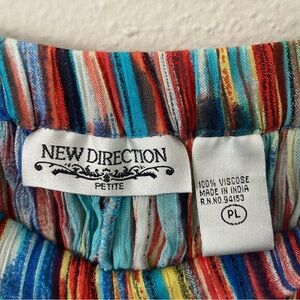 NEW DIRECTION
PETITE
100% VISCOSE
MADE IN INDIA
R.N.NO. 94153
PL